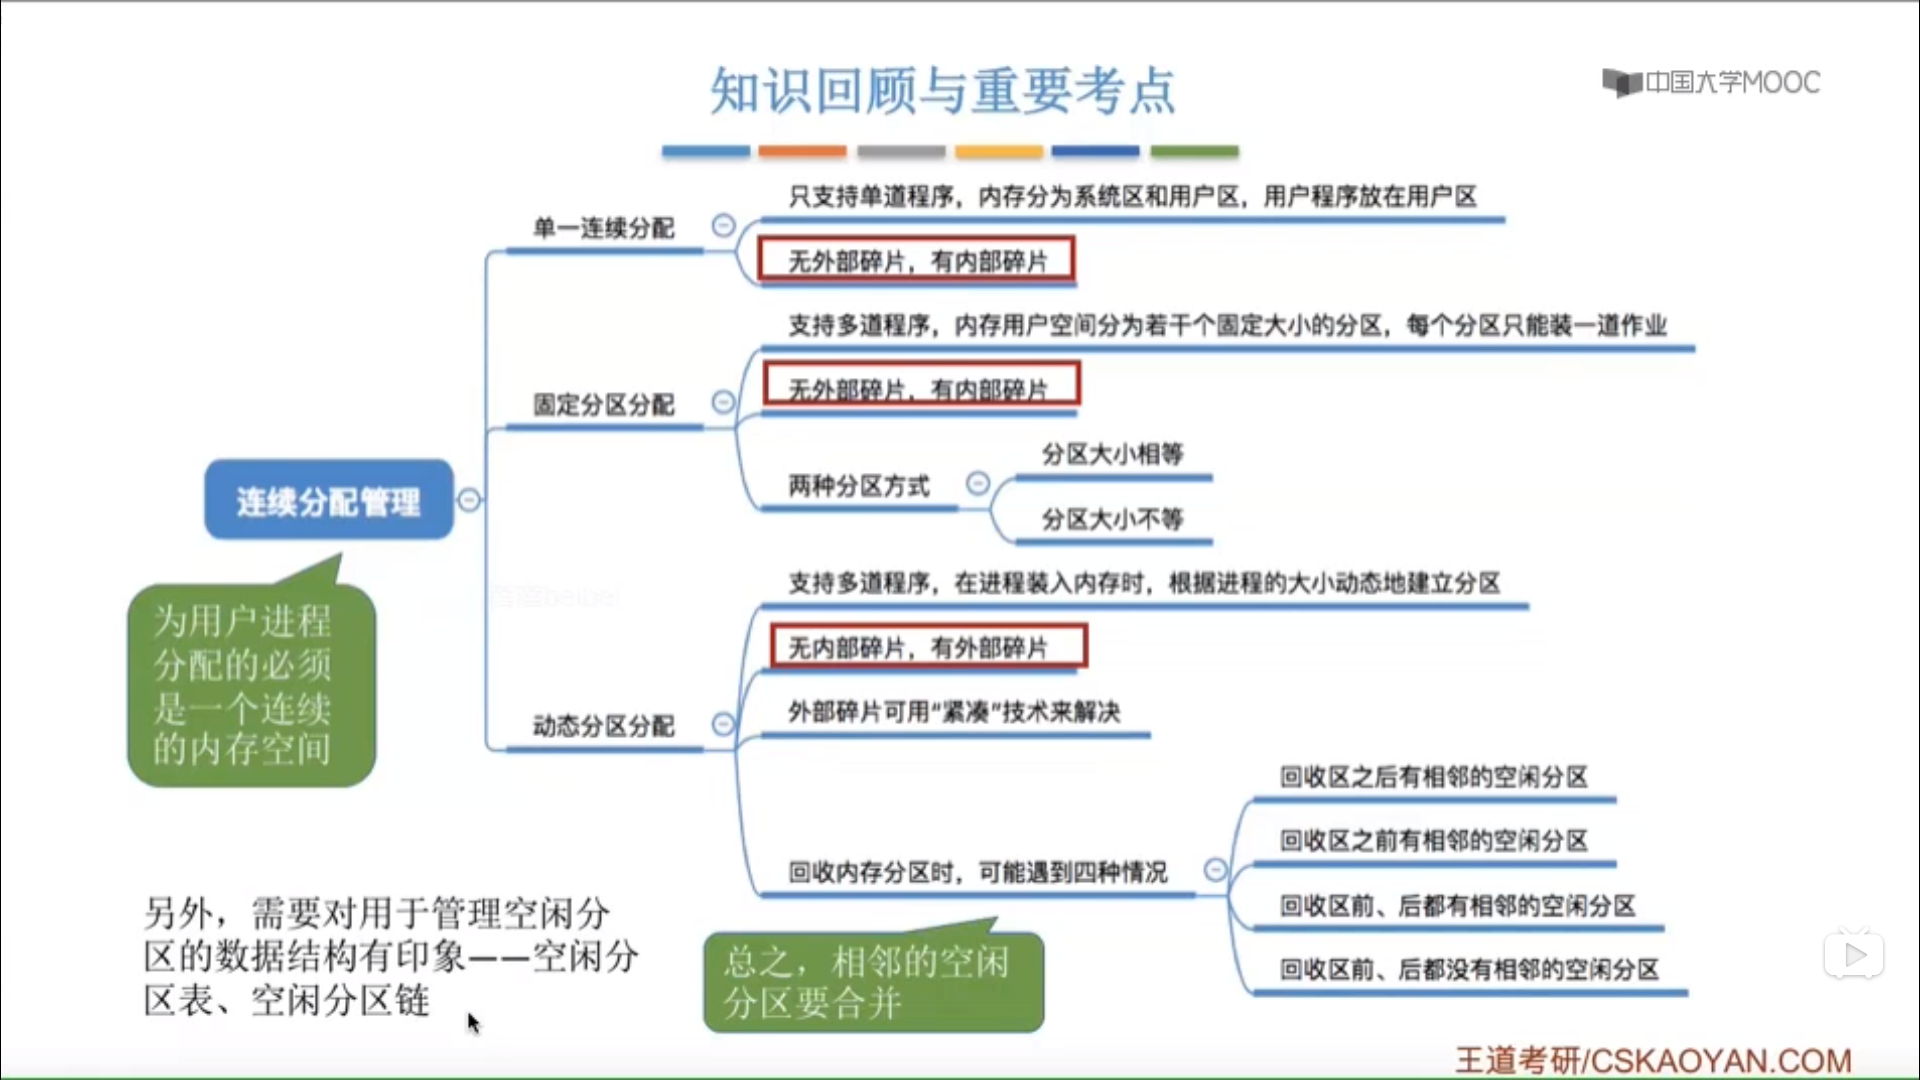 知识回顾与重要考点
中国大学MOOC
只支持单道程序，内存分为系统区和用户区，用户程序放在用户区
单一连续分配
无外部碎片，有内部碎片
支持多道程序，内存用户空间分为若干个固定大小的分区，每个分区只能装一道作业
无外部碎片，有内部碎片
固定分区分配
分区大小相等
两种分区方式
分区大小不等
连续分配管理
为用户进程
分配的必须
是一个连续
的内存空间
支持多道程序，在进程装入内存时，根据进程的大小动态地建立分区
无内部碎片，有外部碎片
外部碎片可用“紧凑”技术来解决
动态分区分配
回收区之后有相邻的空闲分区
回收区之前有相邻的空闲分区
回收内存分区时，可能遇到四种情况
回收区前、后都有相邻的空闲分区
回收区前、后都没有相邻的空闲分区
另外，需要对用于管理空闲分
区的数据结构有印象——空闲分
区表、空闲分区链
总之，相邻的空闲
分区要合并
王道考研/CSKAOYAN.COM